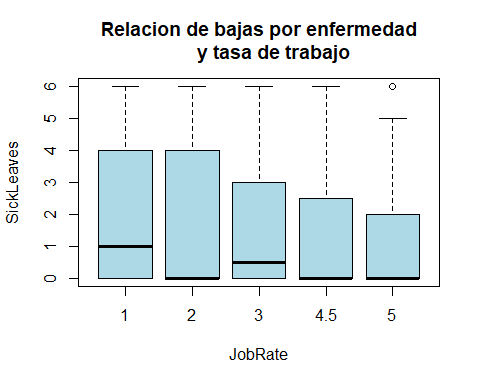 Relacion de bajas por enfermedad
y tasa de trabajo
SickLeaves
6
5
4
3
2
1
0
1 2 3 4.5 5
JobRate